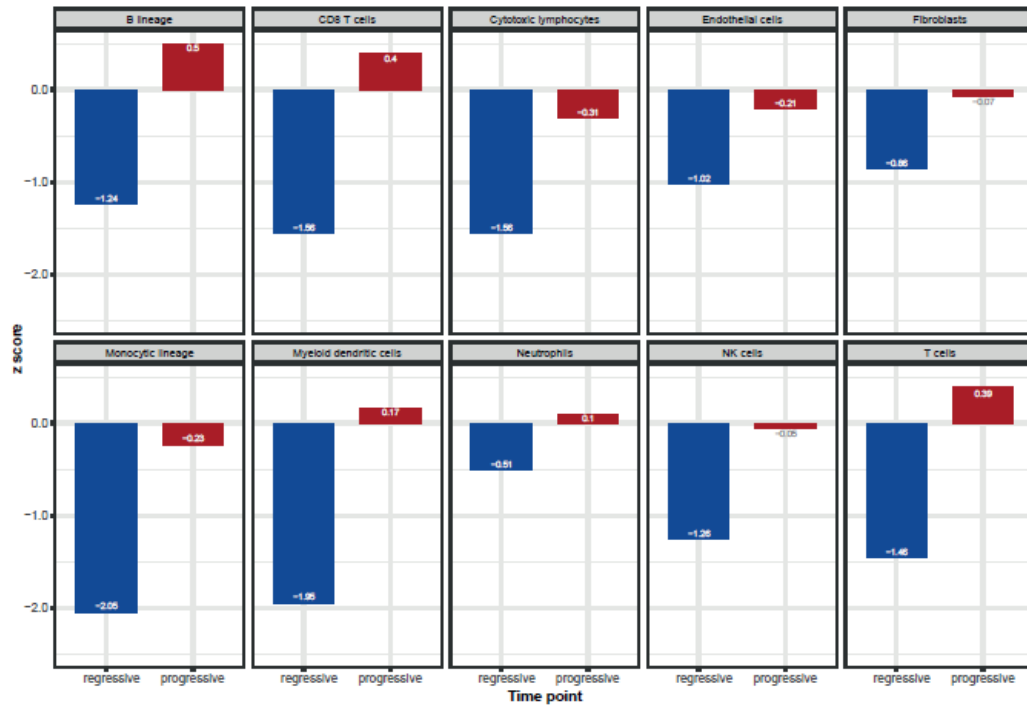 B lineage CD8 T cells Cytotoxic lymphocytes Endothelial cells Fibroblasts
0.5 0.4
0.0
−0.31 −0.21 −0.07
−0.86
−1.0
−1.24 −1.56 −1.56 −1.02
−2.0
z score
Monocytic lineage Myeloid dendritic cells Neutrophils NK cells T cells
0.17 0.1 0.39
0.0
−0.23 −0.51 −0.06
−1.0
−1.26 −1.46
−2.0
−2.05 −1.95
regressive progressive regressive progressive regressive progressive regressive progressive regressive progressive
Time point